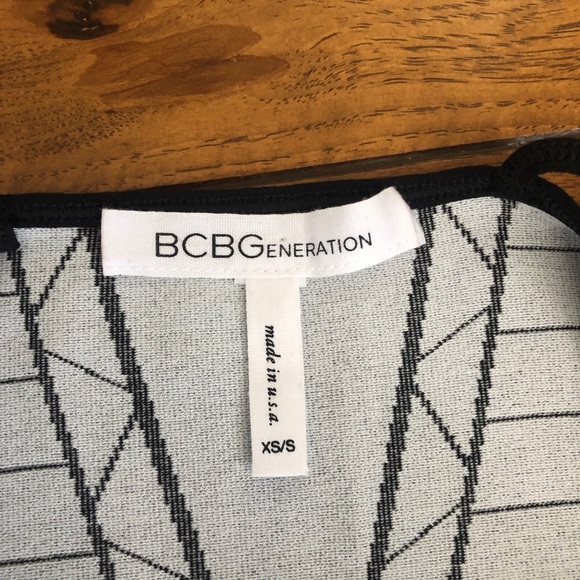 BCBGENERATION
made in u.s.a.
XS/S